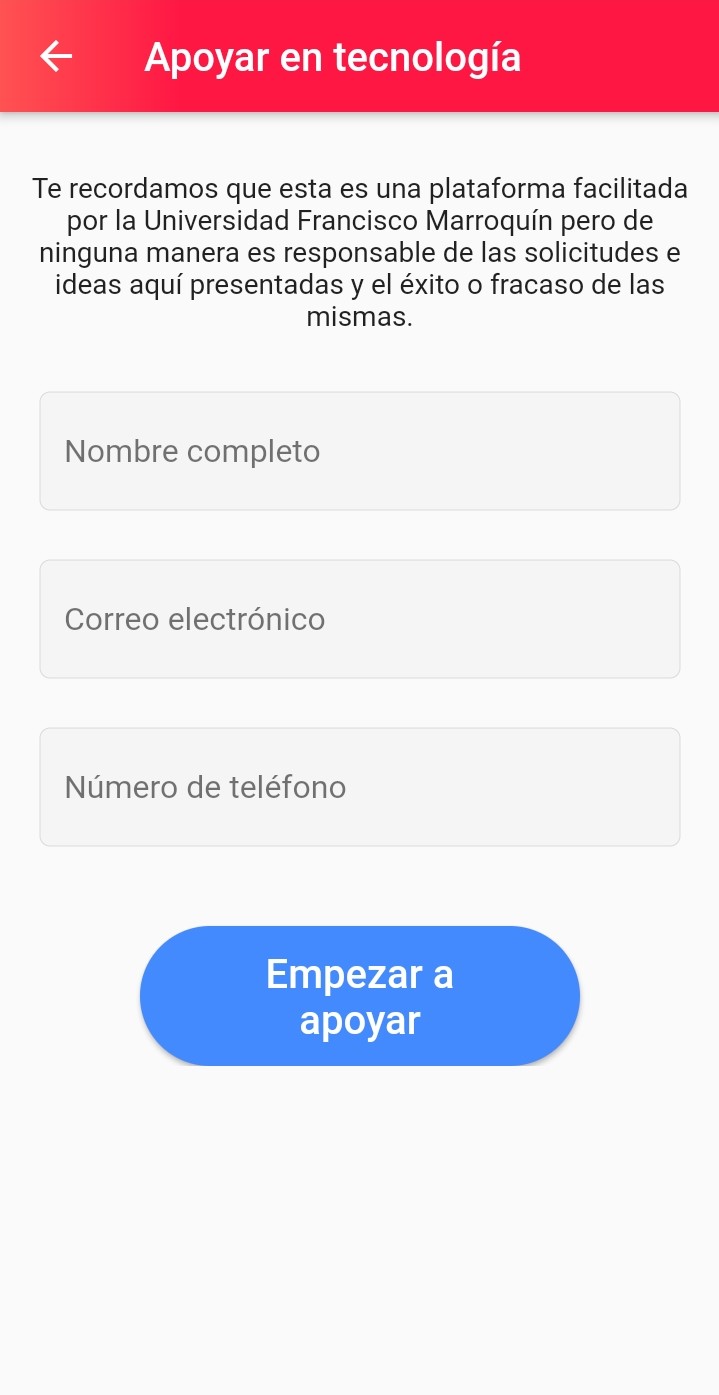 Apoyar en tecnología
Te recordamos que esta es una plataforma facilitada
por la Universidad Francisco Marroquín pero de
ninguna manera es responsable de las solicitudes e
ideas aquí presentadas y el éxito o fracaso de las
mismas.
Nombre completo
Correo electrónico
Número de teléfono
Empezar a
apoyar